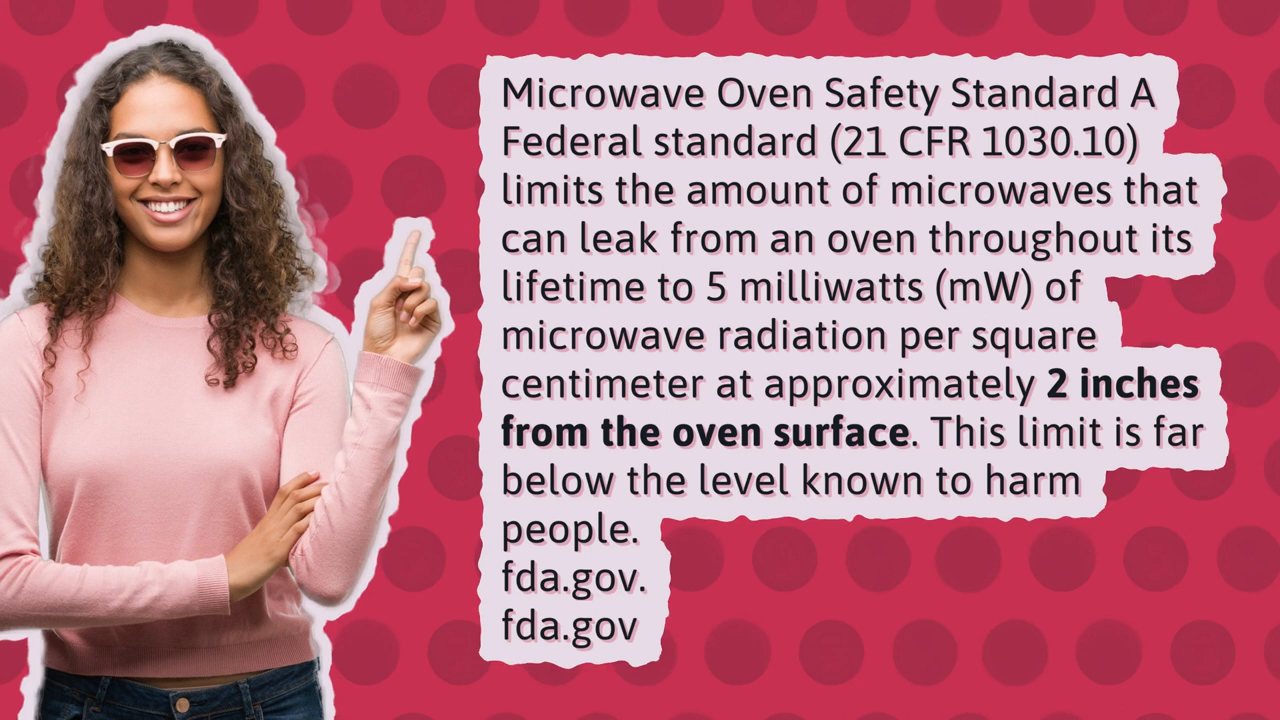 Microwave Oven Safety Standard A
Federal standard (21 CFR 1030.10)
limits the amount of microwaves that
can leak from an oven throughout its
lifetime to 5 milliwatts (mW) of
microwave radiation per square
centimeter at approximately 2 inches
from the oven surface. This limit is far
below the level known to harm
people.
fda.gov.
fda.gov